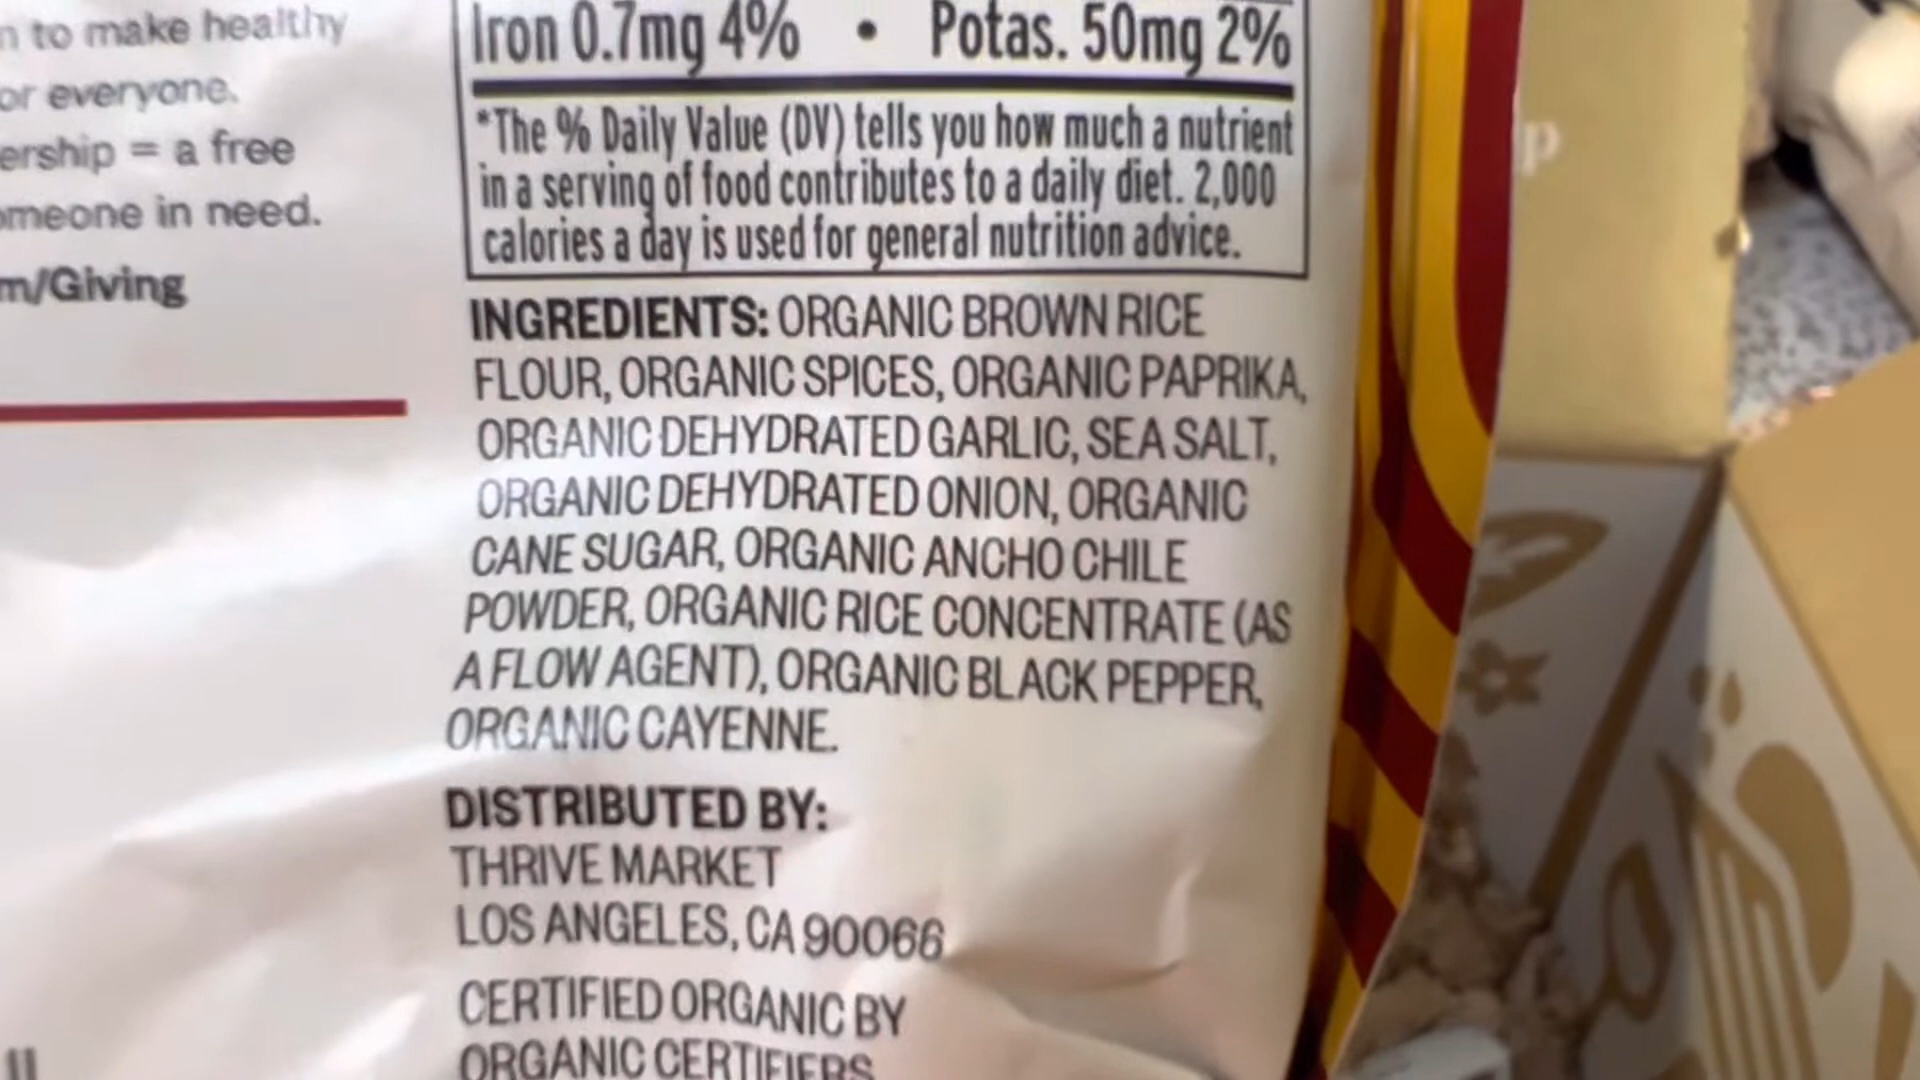 to make healthy
or everyone.
ership = a free
omeone in need.
m/Giving
Iron 0.7mg 4% • Potas. 50mg 2%
*The % Daily Value (DV) tells you how much a nutrient
in a serving of food contributes to a daily diet. 2,000
calories a day is used for general nutrition advice.
INGREDIENTS: ORGANIC BROWN RICE
FLOUR, ORGANIC SPICES, ORGANIC PAPRIKA,
ORGANIC DEHYDRATED GARLIC, SEA SALT,
ORGANIC DEHYDRATED ONION, ORGANIC
CANE SUGAR, ORGANIC ANCHO CHILE
POWDER, ORGANIC RICE CONCENTRATE (AS
A FLOW AGENT), ORGANIC BLACK PEPPER,
ORGANIC CAYENNE.
DISTRIBUTED BY:
THRIVE MARKET
LOS ANGELES, CA 90066
CERTIFIED ORGANIC BY
ORGANIC CERTIFIERS
p